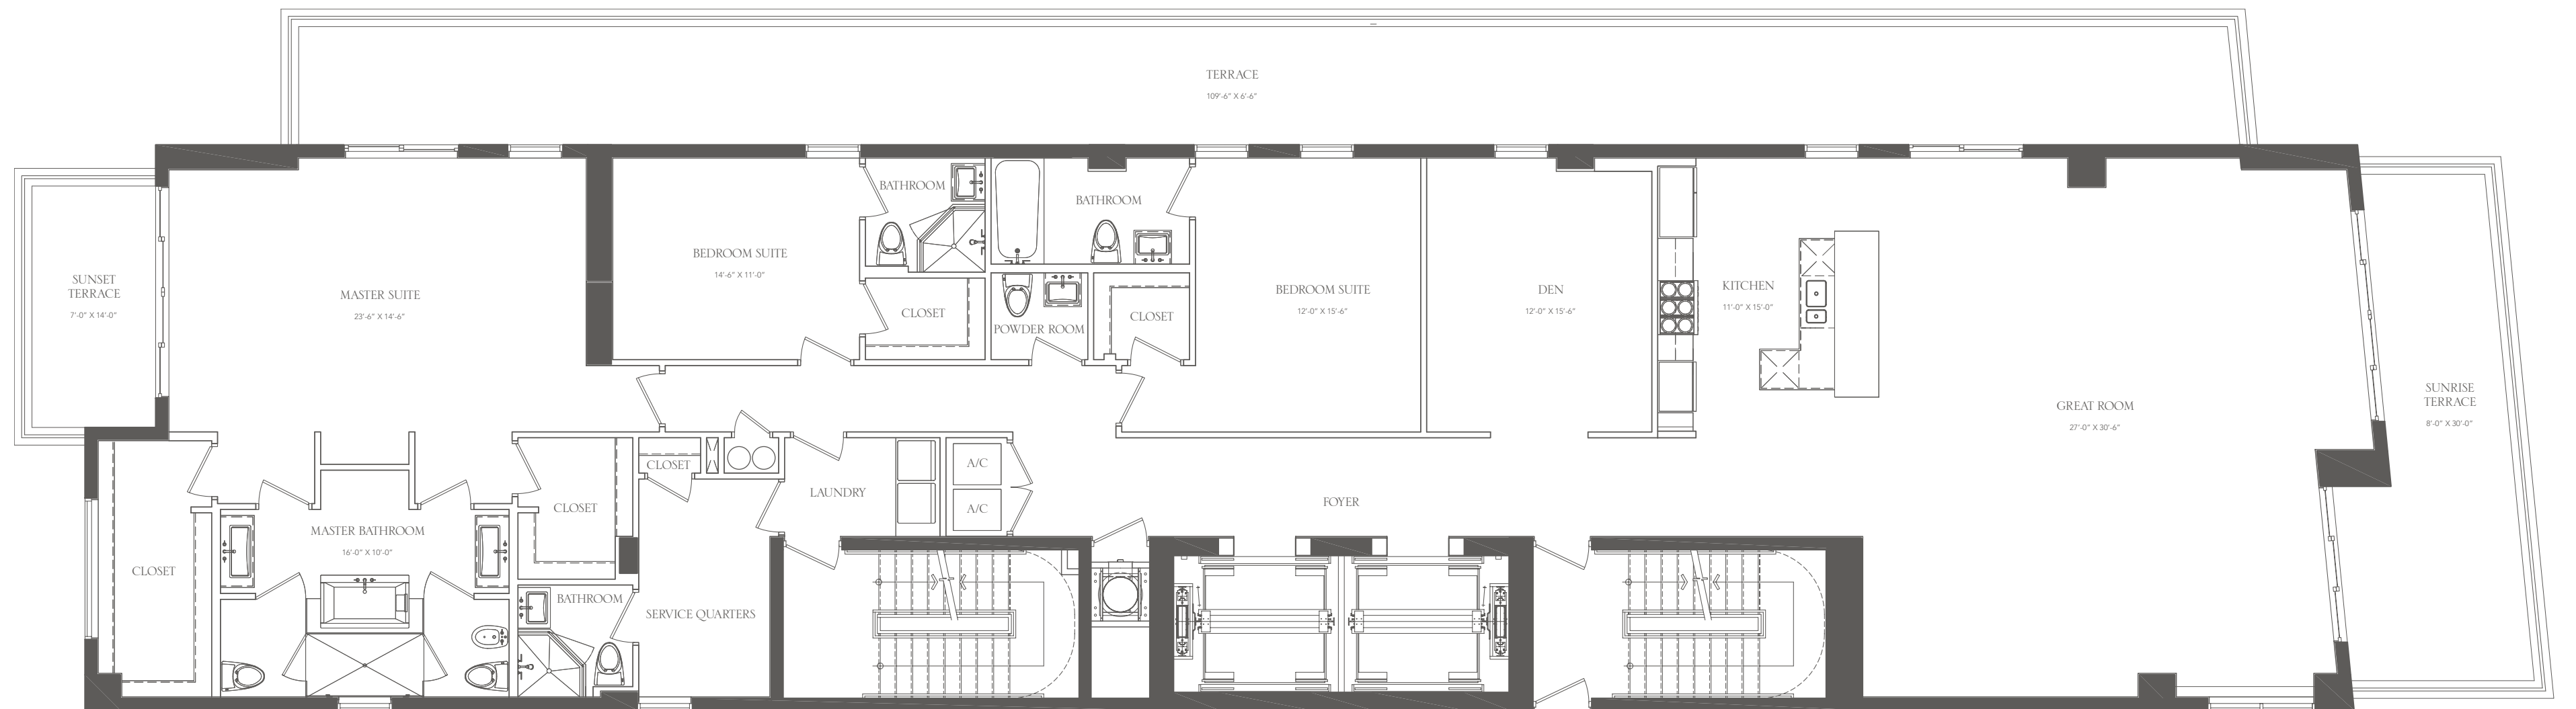 TERRACE
109'-6" X 6'-6"
SUNSET
TERRACE
7'-0" X 14'-0"
MASTER SUITE
23'-6" X 14'-6"
BEDROOM SUITE
14'-6" X 11'-0"
BATHROOM
CLOSET
BATHROOM
POWDER ROOM
CLOSET
BEDROOM SUITE
12'-0" X 15'-6"
DEN
12'-0" X 15'-6"
KITCHEN
11'-0" X 15'-0"
GREAT ROOM
27'-0" X 30'-6"
SUNRISE
TERRACE
8'-0" X 30'-0"
CLOSET
MASTER BATHROOM
16'-0" X 10'-0"
CLOSET
CLOSET
BATHROOM
SERVICE QUARTERS
LAUNDRY
A/C
A/C
FOYER